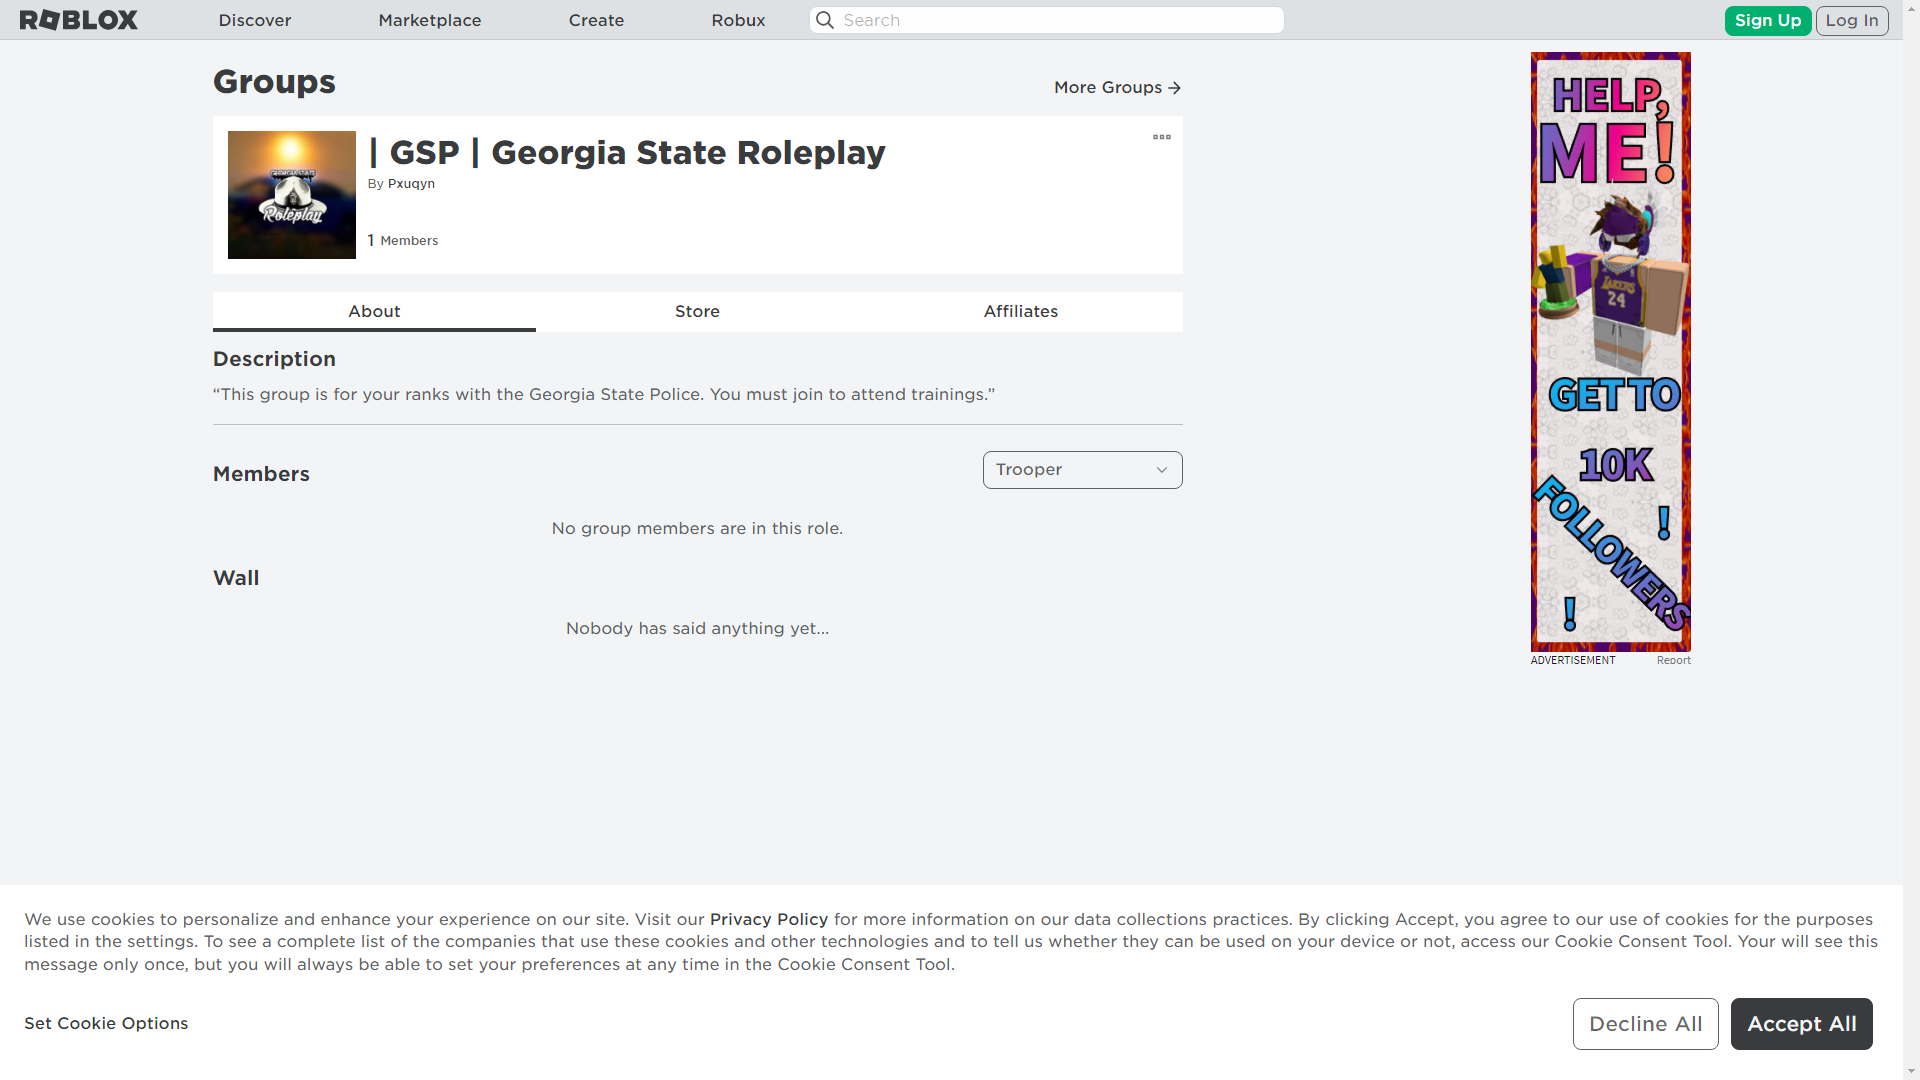 ROBLOX
Discover
Marketplace
Create
Robux
Search
Sign Up
Log In
Groups
More Groups
GEORGIA STATE
Roleplay
| GSP | Georgia State Roleplay
By Pxuqyn
1 Members
About
Store
Affiliates
Description
“This group is for your ranks with the Georgia State Police. You must join to attend trainings.”
Members
Trooper
No group members are in this role.
Wall
Nobody has said anything yet...
HELP,
ME!
LAKERS
24
GET TO
10K
FOLLOWERS
!
!
ADVERTISEMENT
Report
We use cookies to personalize and enhance your experience on our site. Visit our Privacy Policy for more information on our data collections practices. By clicking Accept, you agree to our use of cookies for the purposes
listed in the settings. To see a complete list of the companies that use these cookies and other technologies and to tell us whether they can be used on your device or not, access our Cookie Consent Tool. Your will see this
message only once, but you will always be able to set your preferences at any time in the Cookie Consent Tool.
Set Cookie Options
Decline All
Accept All